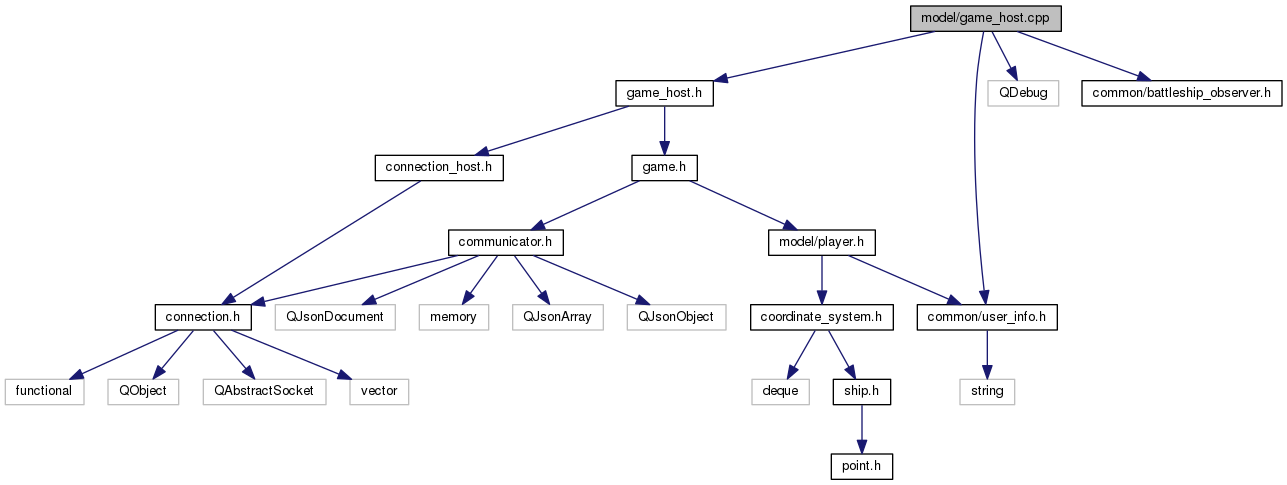 model/game_host.cpp
game_host.h
QDebug
common/battleship_observer.h
connection_host.h
game.h
communicator.h
model/player.h
connection.h
QJsonDocument
memory
QJsonArray
QJsonObject
coordinate_system.h
common/user_info.h
functional
QObject
QAbstractSocket
vector
deque
ship.h
string
point.h